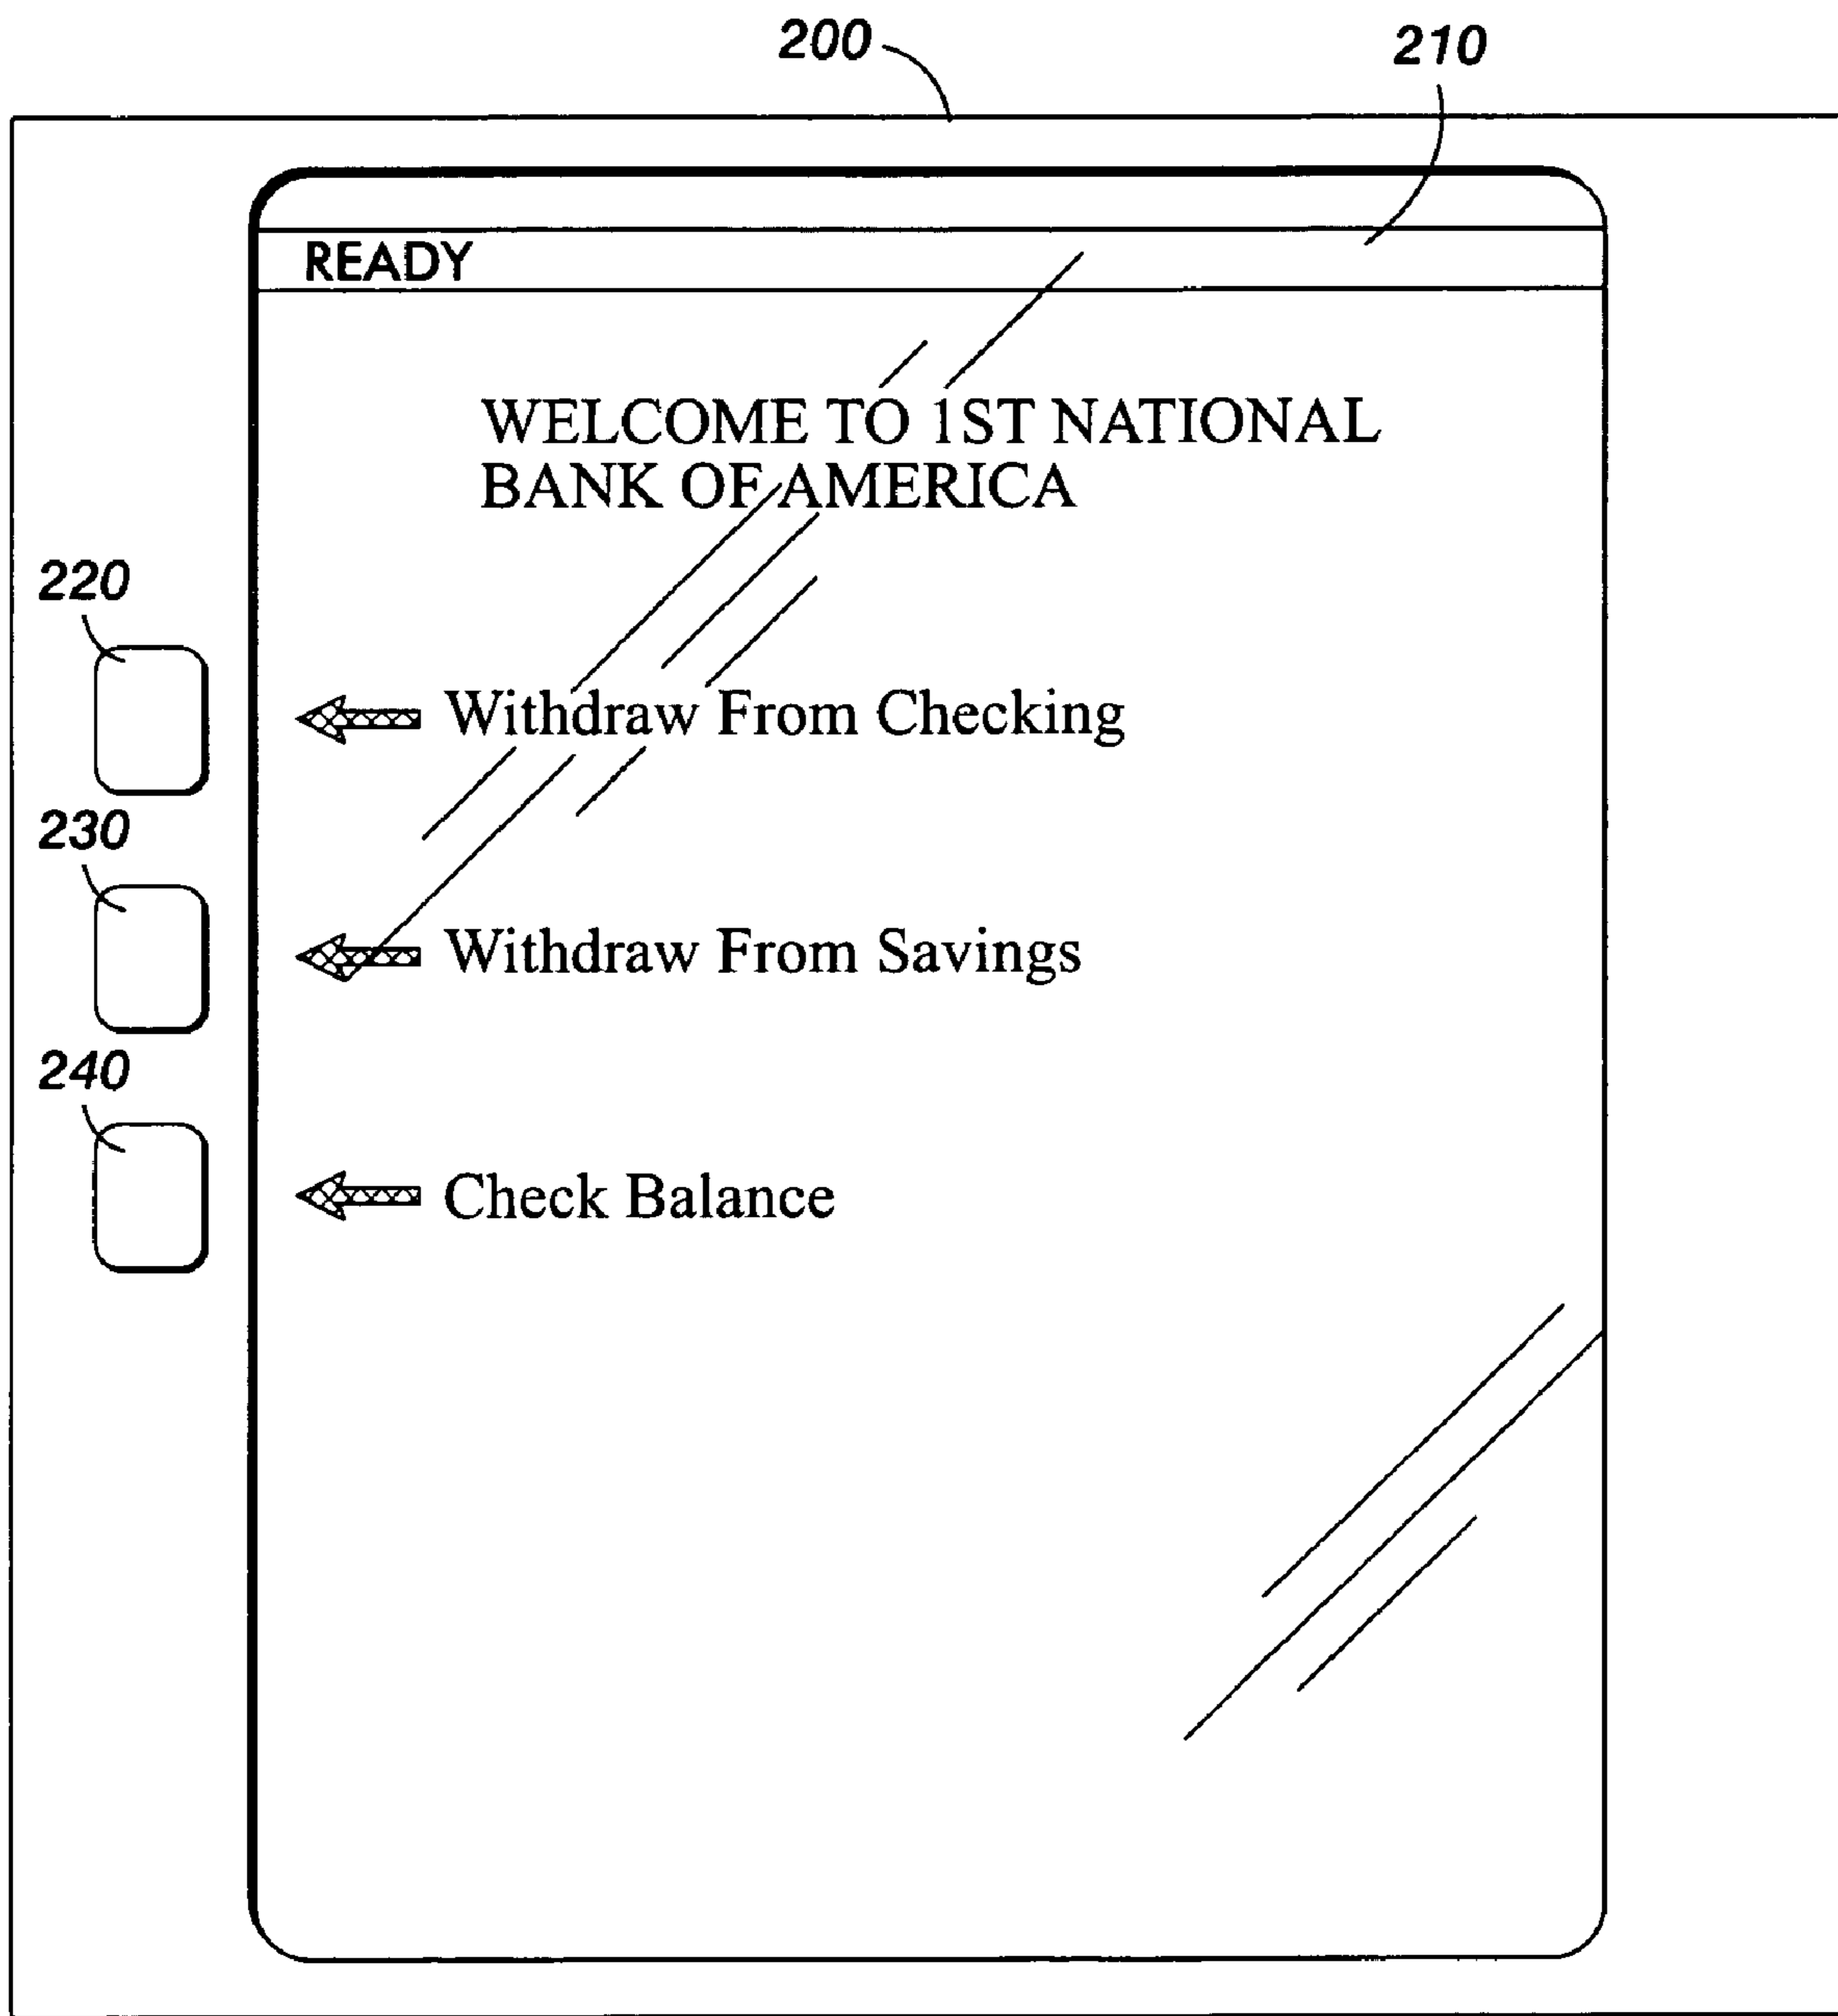 200
210
READY
WELCOME TO 1ST NATIONAL
BANK OF AMERICA
220
Withdraw From Checking
230
Withdraw From Savings
240
Check Balance